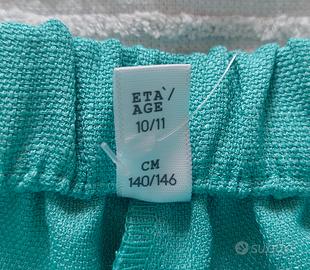 ETA'/
AGE
10/11
CM
140/146
subito